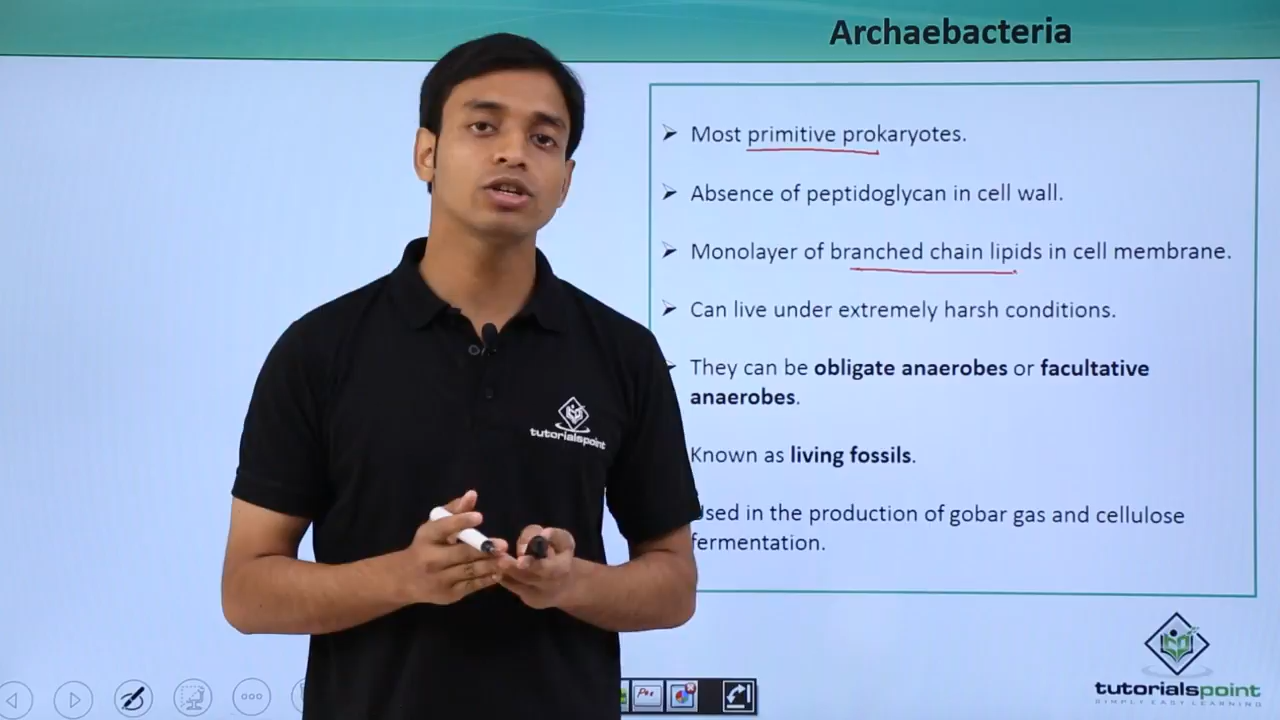 Archaebacteria
Most primitive prokaryotes.
Absence of peptidoglycan in cell wall.
Monolayer of branched chain lipids in cell membrane.
Can live under extremely harsh conditions.
They can be obligate anaerobes or facultative
anaerobes.
Known as living fossils.
Used in the production of gobar gas and cellulose
fermentation.
tutorialspoint
tutorialspoint
SIMPLY EASY LEARNING